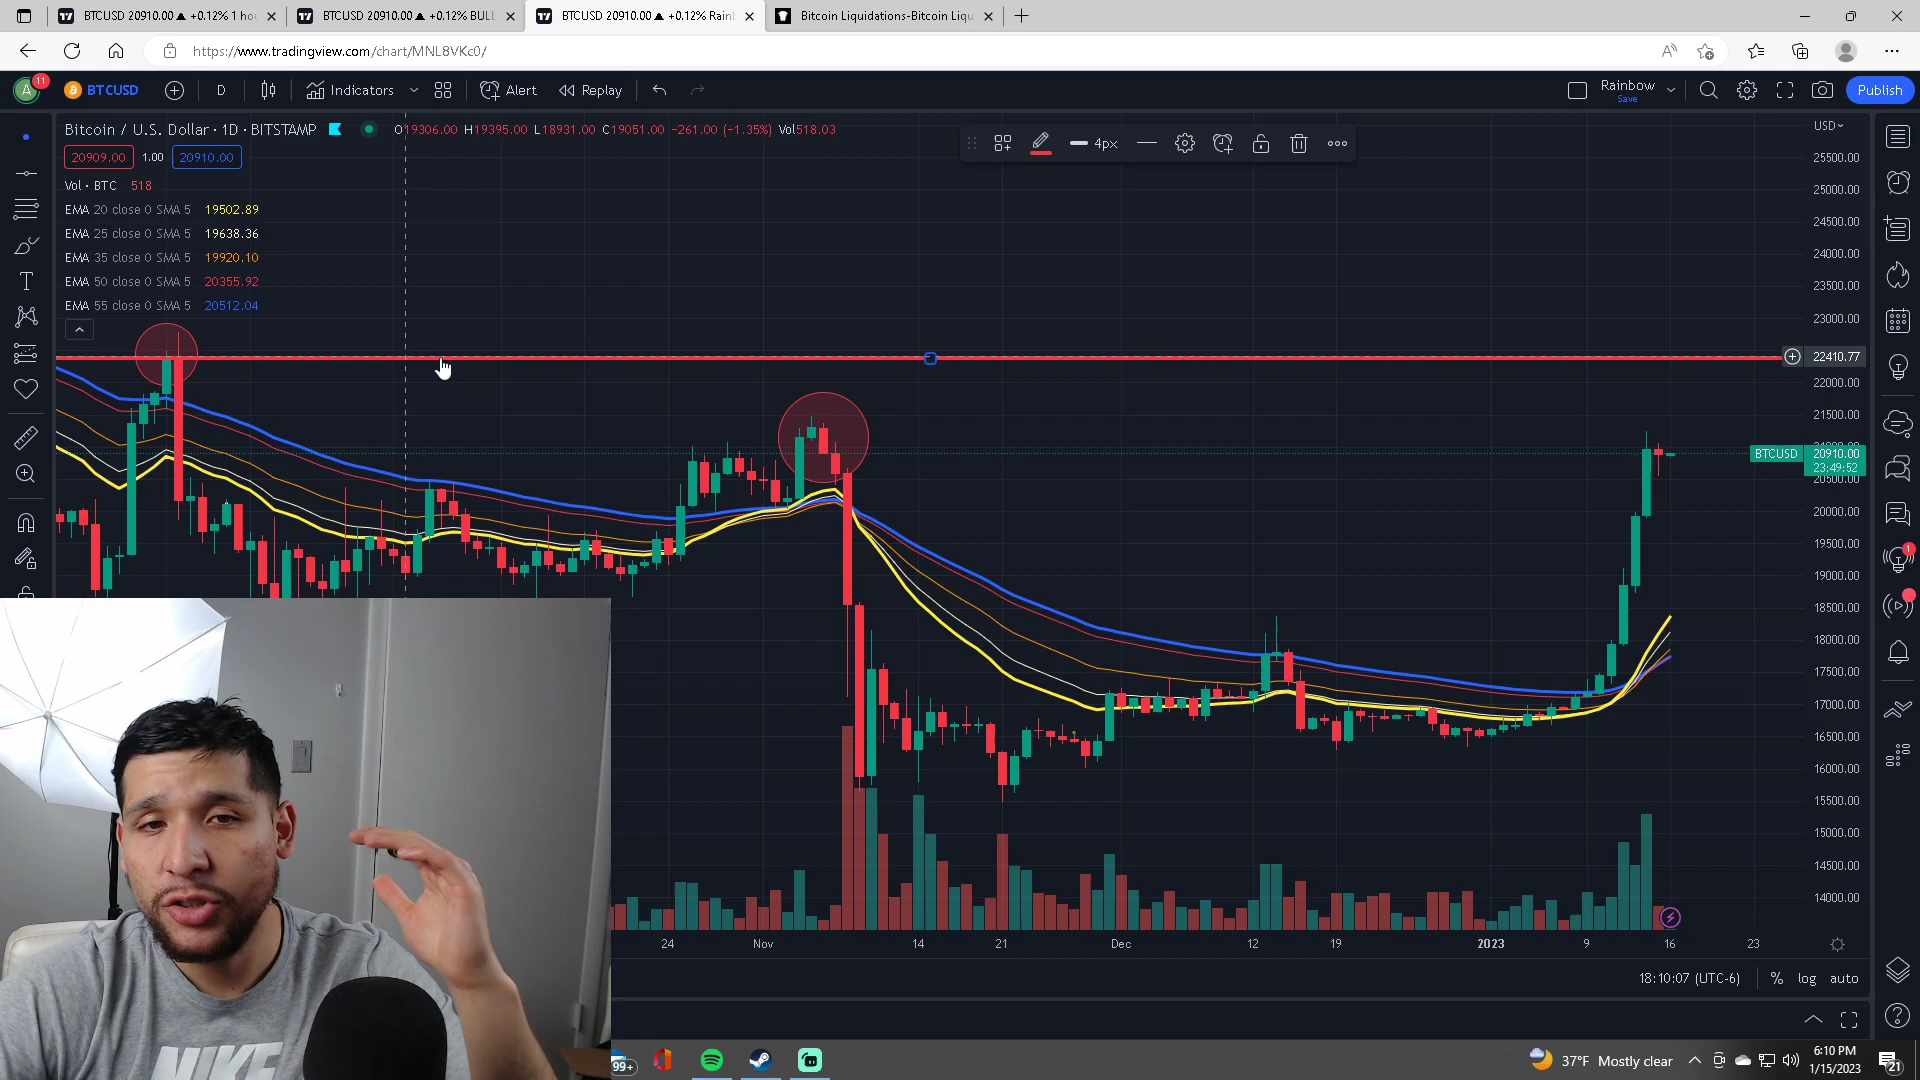 BTCUSD 20910.00 ▲ +0.12% 1 ho
BTCUSD 20910.00 ▲ +0.12% BULL
BTCUSD 20910.00 ▲ +0.12% Rain
Bitcoin Liquidations-Bitcoin Liqu
https://www.tradingview.com/chart/MNL8VKc0/
A 11 BTCUSD D Indicators Alert Replay Rainbow Save Publish
Bitcoin / U.S. Dollar · 1D · BITSTAMP O19306.00 H19395.00 L18931.00 C19051.00 −261.00 (−1.35%) Vol518.03
4px
USD
20909.00 1.00 20910.00
Vol · BTC 518
EMA 20 close 0 SMA 5 19502.89
EMA 25 close 0 SMA 5 19638.36
EMA 35 close 0 SMA 5 19920.10
EMA 50 close 0 SMA 5 20355.92
EMA 55 close 0 SMA 5 20512.04
25500.00
25000.00
24500.00
24000.00
23500.00
23000.00
22410.77
22000.00
21500.00
BTCUSD 20910.00
23:49:52
20500.00
20000.00
19500.00
19000.00
18500.00
18000.00
17500.00
17000.00
16500.00
16000.00
15500.00
15000.00
14500.00
14000.00
1
24 Nov 14 21 Dec 12 19 2023 9 16 23
18:10:07 (UTC-6) % log auto
NIKE
99+
37°F Mostly clear
6:10 PM
1/15/2023
21